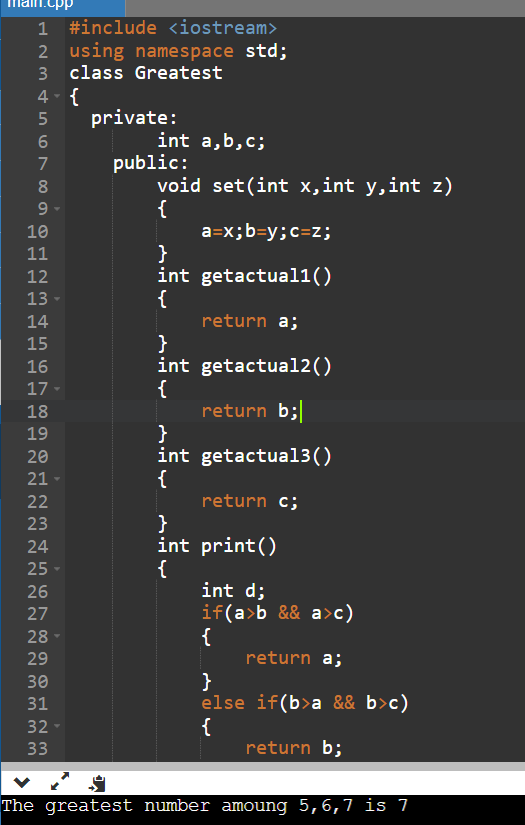 main.cpp
1 #include <iostream>
2 using namespace std;
3 class Greatest
4 {
5 private:
6 int a,b,c;
7 public:
8 void set(int x,int y,int z)
9 {
10 a=x;b=y;c=z;
11 }
12 int getactual1()
13 {
14 return a;
15 }
16 int getactual2()
17 {
18 return b;
19 }
20 int getactual3()
21 {
22 return c;
23 }
24 int print()
25 {
26 int d;
27 if(a>b && a>c)
28 {
29 return a;
30 }
31 else if(b>a && b>c)
32 {
33 return b;
The greatest number amoung 5,6,7 is 7